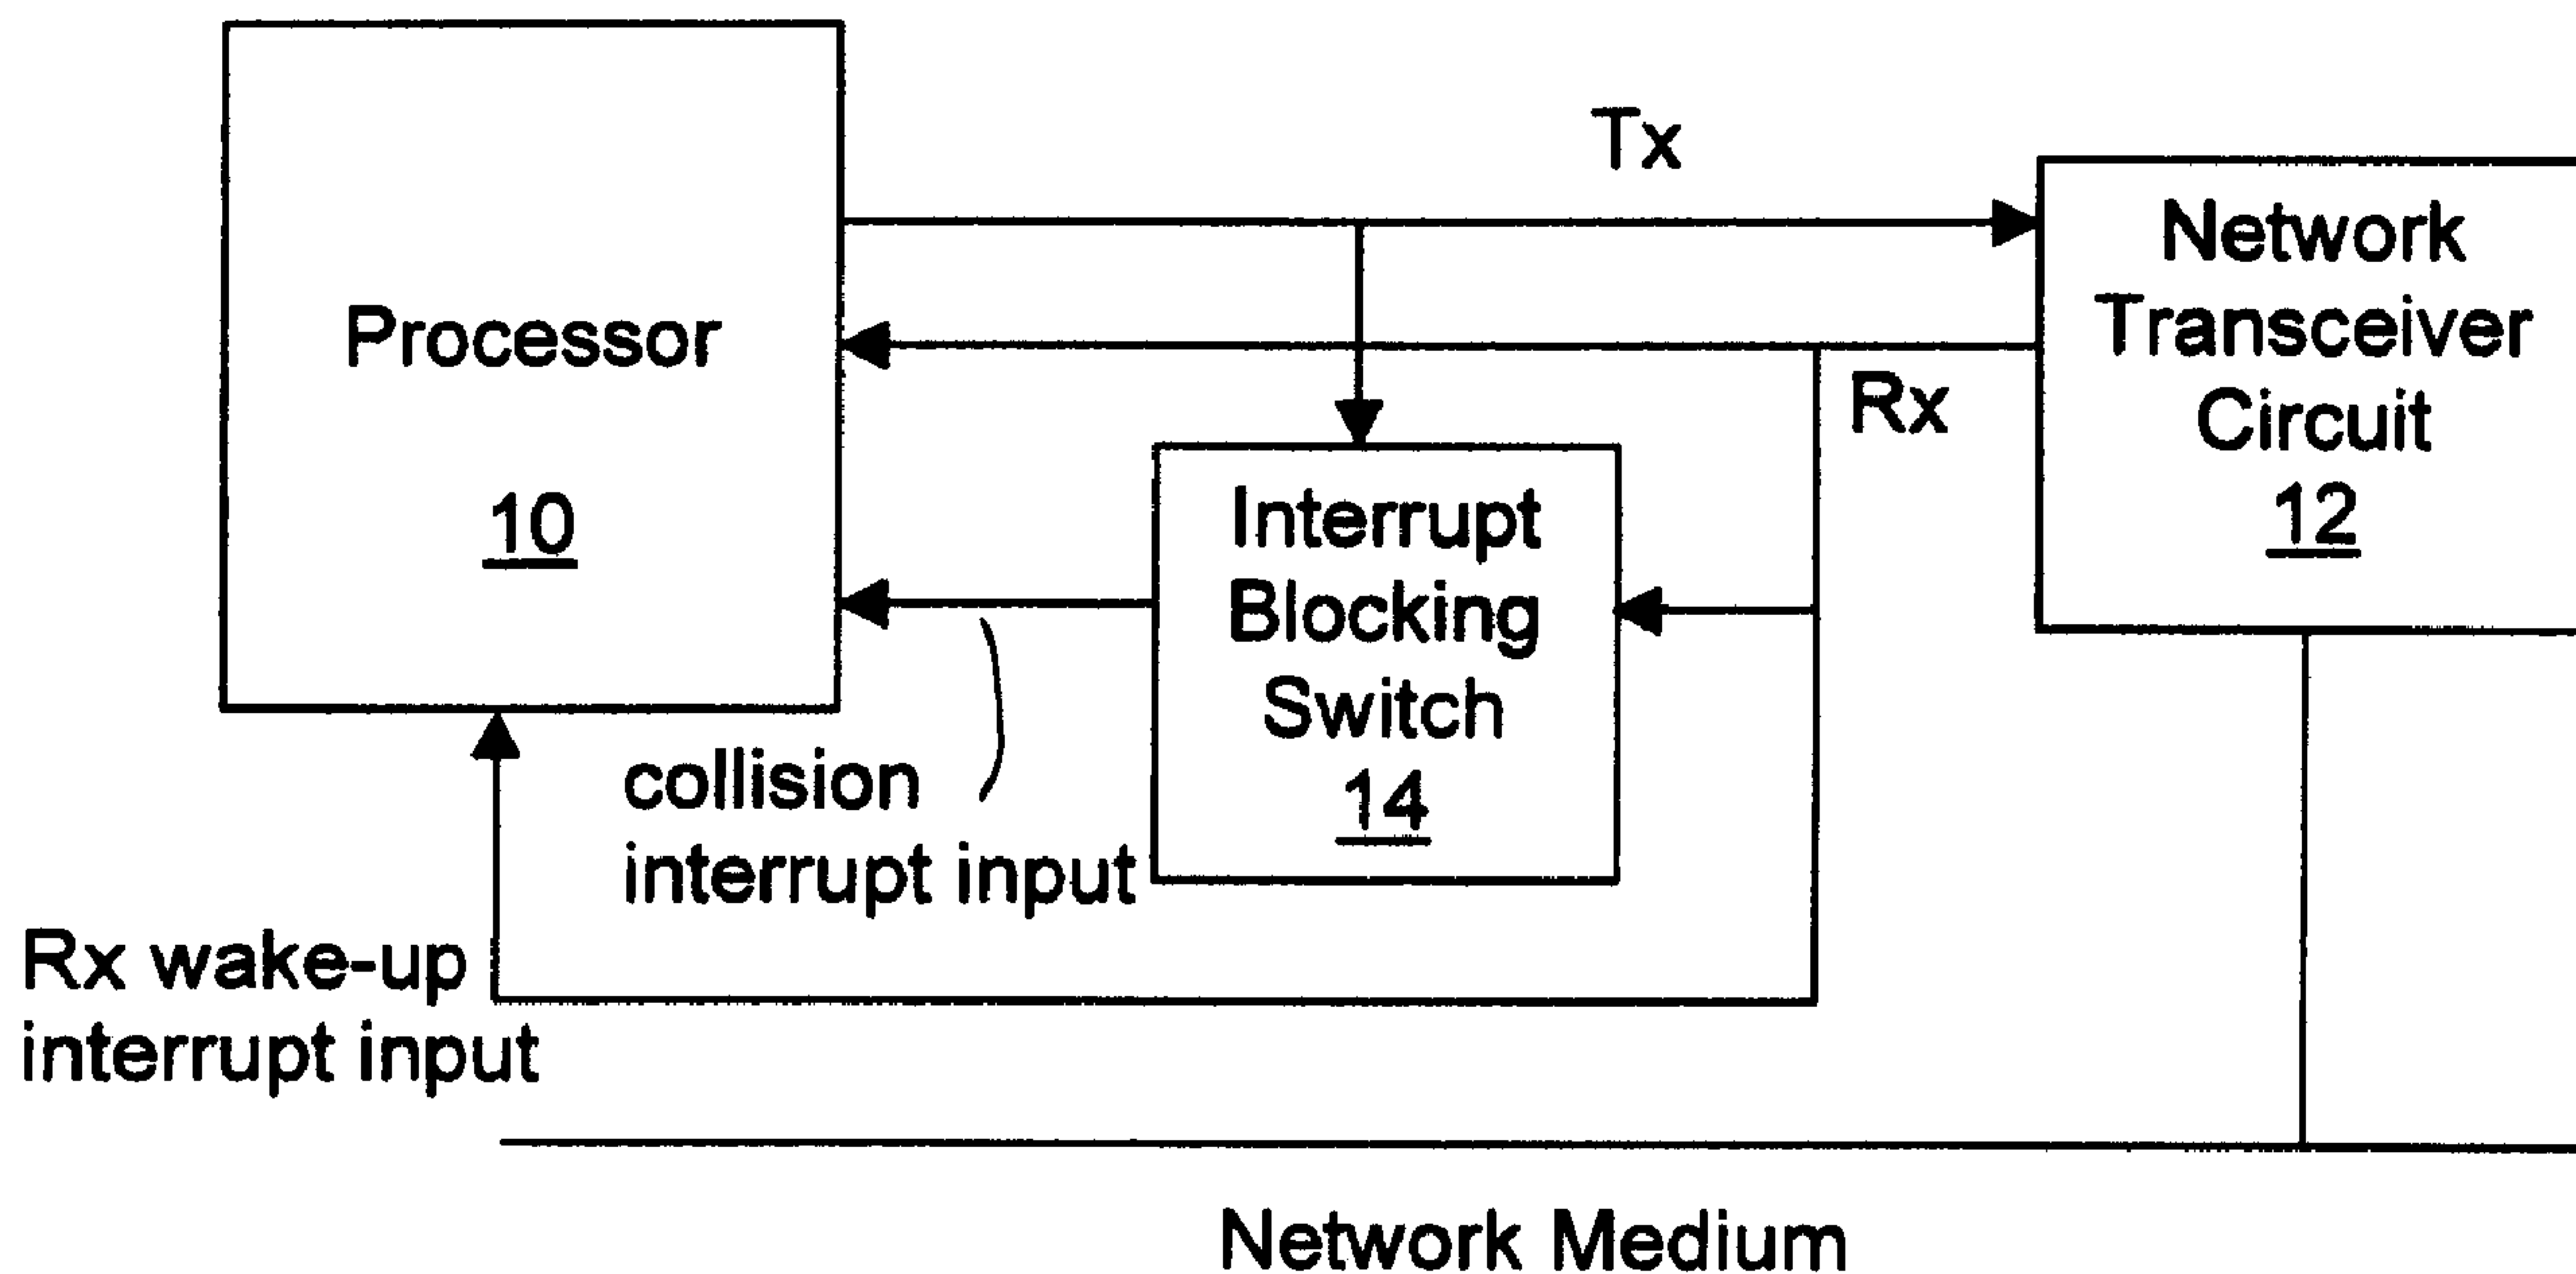 Tx
Network
Transceiver
Circuit
12
Processor
10
Rx
Interrupt
Blocking
Switch
14
collision
interrupt input
Rx wake-up
interrupt input
Network Medium